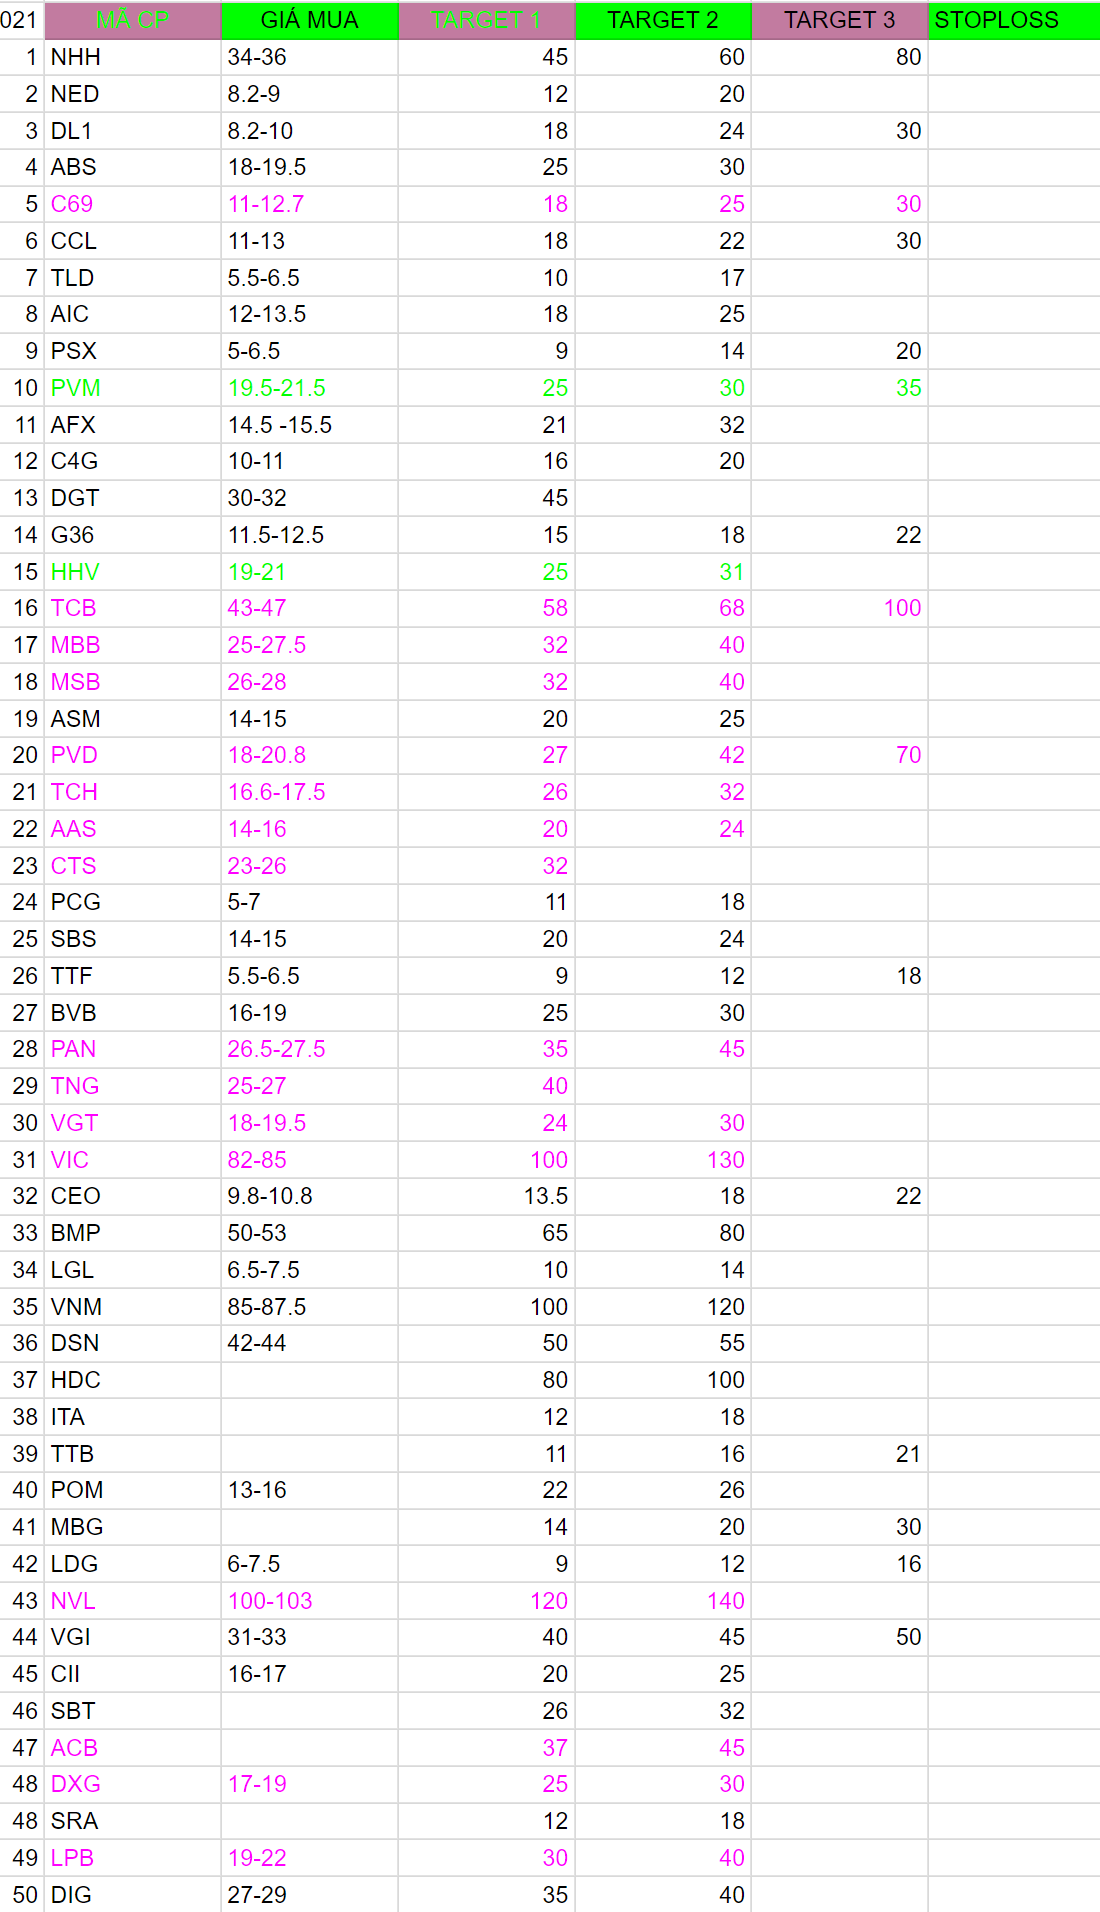 021 MÃ CP GIÁ MUA TARGET 1 TARGET 2 TARGET 3 STOPLOSS
1 NHH 34-36 45 60 80
2 NED 8.2-9 12 20
3 DL1 8.2-10 18 24 30
4 ABS 18-19.5 25 30
5 C69 11-12.7 18 25 30
6 CCL 11-13 18 22 30
7 TLD 5.5-6.5 10 17
8 AIC 12-13.5 18 25
9 PSX 5-6.5 9 14 20
10 PVM 19.5-21.5 25 30 35
11 AFX 14.5 -15.5 21 32
12 C4G 10-11 16 20
13 DGT 30-32 45
14 G36 11.5-12.5 15 18 22
15 HHV 19-21 25 31
16 TCB 43-47 58 68 100
17 MBB 25-27.5 32 40
18 MSB 26-28 32 40
19 ASM 14-15 20 25
20 PVD 18-20.8 27 42 70
21 TCH 16.6-17.5 26 32
22 AAS 14-16 20 24
23 CTS 23-26 32
24 PCG 5-7 11 18
25 SBS 14-15 20 24
26 TTF 5.5-6.5 9 12 18
27 BVB 16-19 25 30
28 PAN 26.5-27.5 35 45
29 TNG 25-27 40
30 VGT 18-19.5 24 30
31 VIC 82-85 100 130
32 CEO 9.8-10.8 13.5 18 22
33 BMP 50-53 65 80
34 LGL 6.5-7.5 10 14
35 VNM 85-87.5 100 120
36 DSN 42-44 50 55
37 HDC 80 100
38 ITA 12 18
39 TTB 11 16 21
40 POM 13-16 22 26
41 MBG 14 20 30
42 LDG 6-7.5 9 12 16
43 NVL 100-103 120 140
44 VGI 31-33 40 45 50
45 CII 16-17 20 25
46 SBT 26 32
47 ACB 37 45
48 DXG 17-19 25 30
48 SRA 12 18
49 LPB 19-22 30 40
50 DIG 27-29 35 40